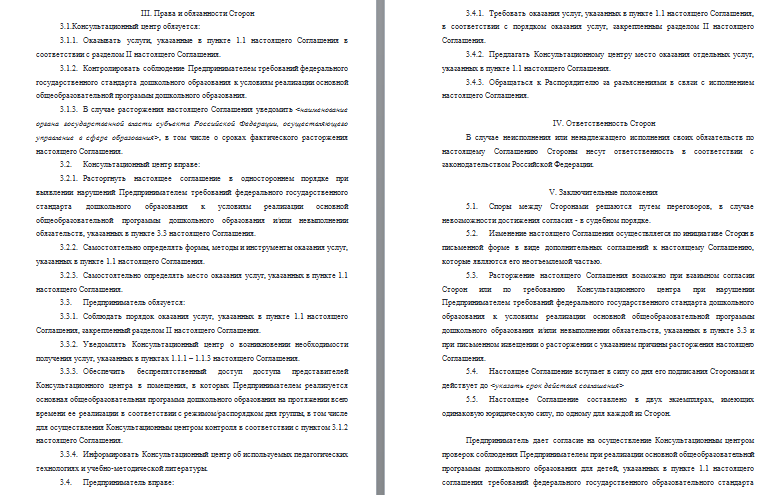 III. Права и обязанности Сторон
3.1.Консультационный центр обязуется:
3.1.1. Оказывать услуги, указанные в пункте 1.1 настоящего Соглашения в
соответствии с разделом II настоящего Соглашения.
3.1.2. Контролировать соблюдение Предпринимателем требований федерального
государственного стандарта дошкольного образования к условиям реализации основной
общеобразовательной программы дошкольного образования.
3.1.3. В случае расторжения настоящего Соглашения уведомить <наименование
органа государственной власти субъекта Российской Федерации, осуществляющего
управление в сфере образования>, в том числе о сроках фактического расторжения
настоящего Соглашения.
3.2. Консультационный центр вправе:
3.2.1. Расторгнуть настоящее соглашение в одностороннем порядке при
выявлении нарушений Предпринимателем требований федерального государственного
стандарта дошкольного образования к условиям реализации основной
общеобразовательной программы дошкольного образования и/или невыполнении
обязательств, указанных в пункте 3.3 настоящего Соглашения.
3.2.2. Самостоятельно определять формы, методы и инструменты оказания услуг,
указанных в пункте 1.1 настоящего Соглашения.
3.2.3. Самостоятельно определять место оказания услуг, указанных в пункте 1.1
настоящего Соглашения.
3.3. Предприниматель обязуется:
3.3.1. Соблюдать порядок оказания услуг, указанных в пункте 1.1 настоящего
Соглашения, закрепленный разделом II настоящего Соглашения.
3.3.2. Уведомлять Консультационный центр о возникновении необходимости
получения услуг, указанных в пунктах 1.1.1 – 1.1.3 настоящего Соглашения.
3.3.3. Обеспечить беспрепятственный доступ доступа представителей
Консультационного центра в помещения, в которых Предпринимателем реализуется
основная общеобразовательная программа дошкольного образования на протяжении всего
времени ее реализации в соответствии с режимом/распорядком дня группы, в том числе
для осуществления Консультационным центром контроля в соответствии с пунктом 3.1.2
настоящего Соглашения.
3.3.4. Информировать Консультационный центр об используемых педагогических
технологиях и учебно-методической литературы.
3.4. Предприниматель вправе:
3.4.1. Требовать оказания услуг, указанных в пункте 1.1 настоящего Соглашения,
в соответствии с порядком оказания услуг, закрепленным разделом II настоящего
Соглашения.
3.4.2. Предлагать Консультационному центру место оказания отдельных услуг,
указанных в пункте 1.1 настоящего Соглашения.
3.4.3. Обращаться к Распорядителю за разъяснениями в связи с исполнением
настоящего Соглашения.
IV. Ответственность Сторон
В случае неисполнения или ненадлежащего исполнения своих обязательств по
настоящему Соглашению Стороны несут ответственность в соответствии с
законодательством Российской Федерации.
V. Заключительные положения
5.1. Споры между Сторонами решаются путем переговоров, в случае
невозможности достижения согласия - в судебном порядке.
5.2. Изменение настоящего Соглашения осуществляется по инициативе Сторон в
письменной форме в виде дополнительных соглашений к настоящему Соглашению,
которые являются его неотъемлемой частью.
5.3. Расторжение настоящего Соглашения возможно при взаимном согласии
Сторон или по требованию Консультационного центра при нарушении
Предпринимателем требований федерального государственного стандарта дошкольного
образования к условиям реализации основной общеобразовательной программы
дошкольного образования и/или невыполнении обязательств, указанных в пункте 3.3 и
при письменном извещении о расторжении с указанием причины расторжения настоящего
Соглашения.
5.4. Настоящее Соглашение вступает в силу со дня его подписания Сторонами и
действует до <указать срок действия соглашения>
5.5. Настоящее Соглашение составлено в двух экземплярах, имеющих
одинаковую юридическую силу, по одному для каждой из Сторон.
Предприниматель дает согласие на осуществление Консультационным центром
проверок соблюдения Предпринимателем при реализации основной общеобразовательной
программы дошкольного образования для детей, указанных в пункте 1.1 настоящего
соглашения требований федерального государственного образовательного стандарта